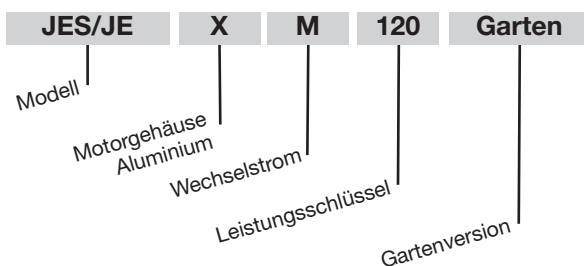 JES/JE X M 120 Garten
Modell
Motorgehäuse
Aluminium
Wechselstrom
Leistungsschlüssel
Gartenversion